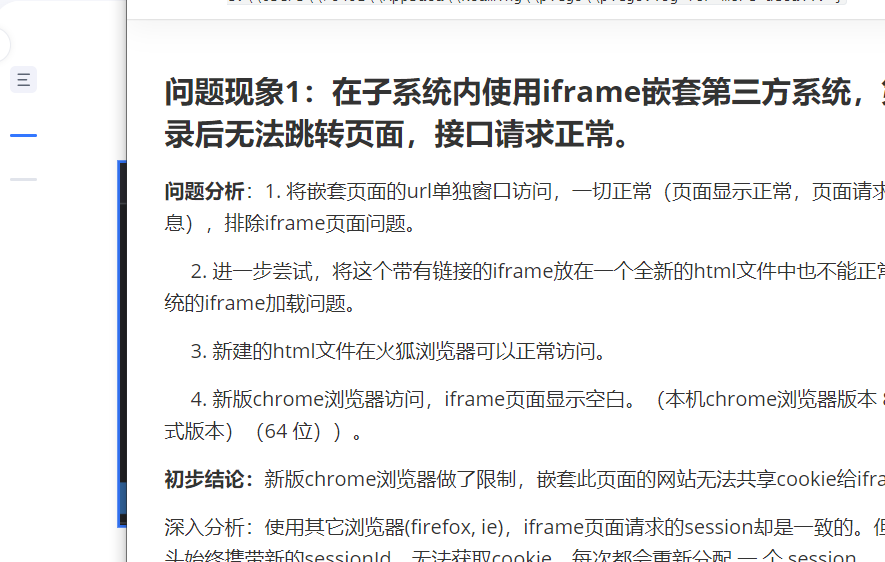 问题现象1：在子系统内使用iframe嵌套第三方系统，
录后无法跳转页面，接口请求正常。
问题分析：1. 将嵌套页面的url单独窗口访问，一切正常（页面显示正常，页面请求
息），排除iframe页面问题。
2. 进一步尝试，将这个带有链接的iframe放在一个全新的html文件中也不能正常
统的iframe加载问题。
3. 新建的html文件在火狐浏览器可以正常访问。
4. 新版chrome浏览器访问，iframe页面显示空白。（本机chrome浏览器版本
式版本）（64 位））。
初步结论：新版chrome浏览器做了限制，嵌套此页面的网站无法共享cookie给ifra
深入分析：使用其它浏览器(firefox, ie)，iframe页面请求的session却是一致的。但
头始终携带新的sessionId，无法获取cookie，每次都会重新分配 一 个 session